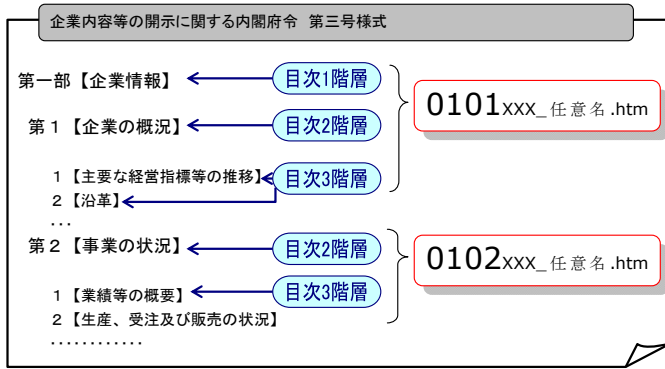 企業内容等の開示に関する内閣府令 第三号様式
第一部【企業情報】
目次1階層
第１【企業の概況】
目次2階層
0101XXX_任意名.htm
１【主要な経営指標等の推移】
目次3階層
２【沿革】
...
第２【事業の状況】
目次2階層
0102XXX_任意名.htm
１【業績等の概要】
目次3階層
２【生産、受注及び販売の状況】
............